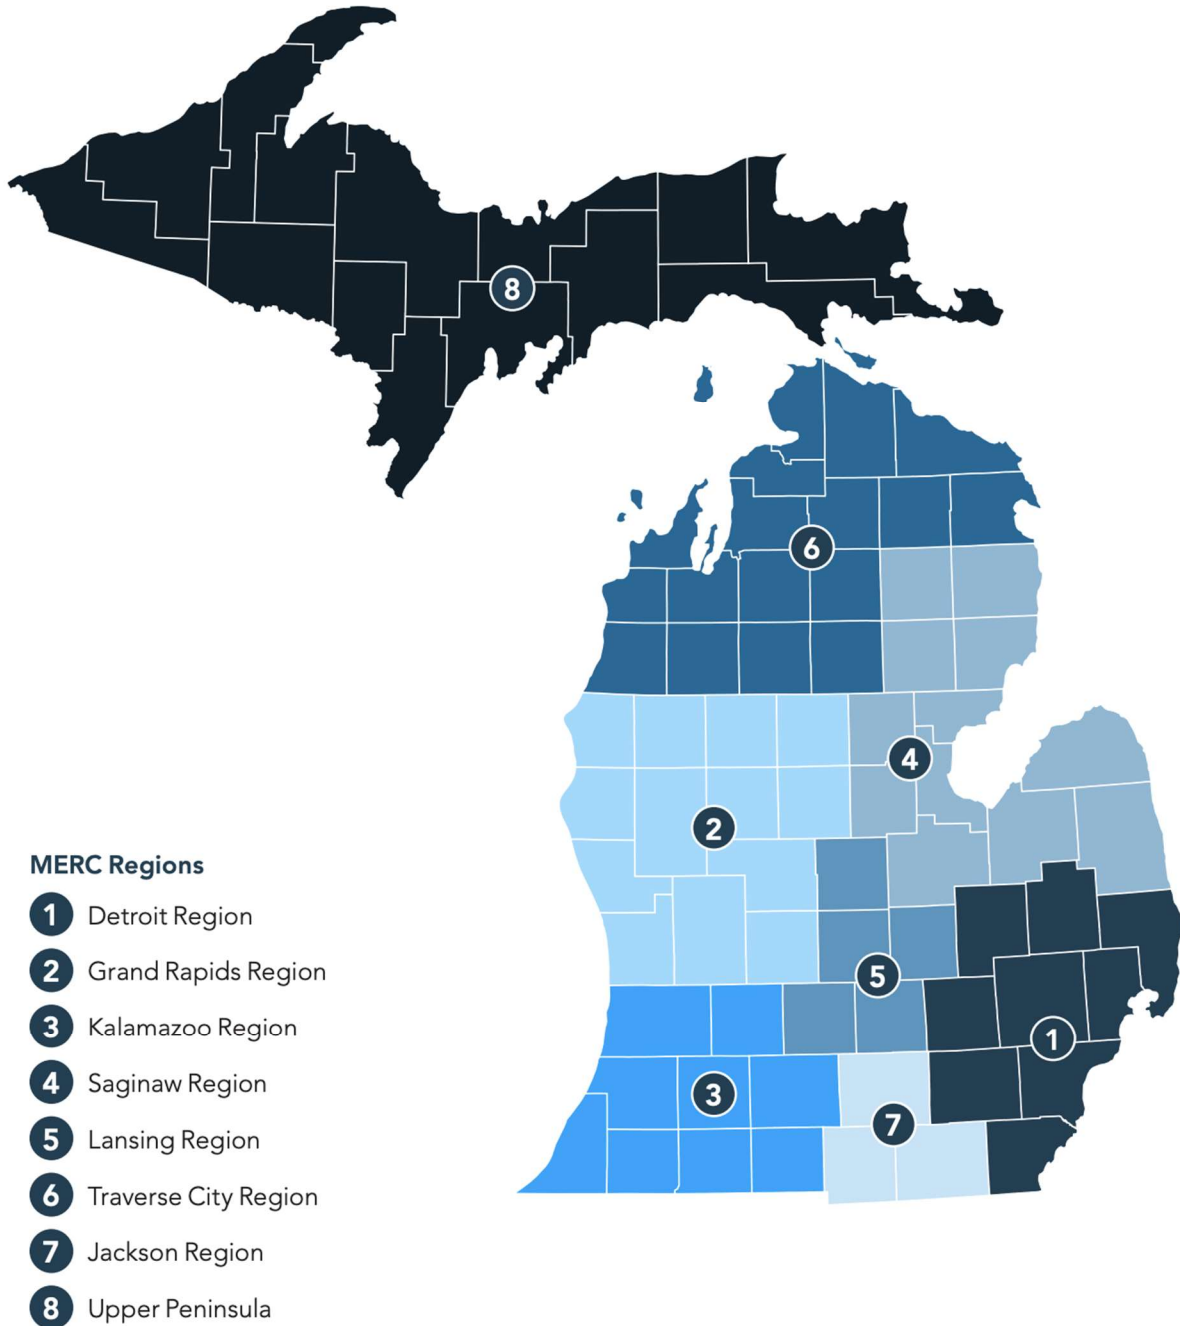 8
6
4
2
5
1
3
7
MERC Regions
1 Detroit Region
2 Grand Rapids Region
3 Kalamazoo Region
4 Saginaw Region
5 Lansing Region
6 Traverse City Region
7 Jackson Region
8 Upper Peninsula